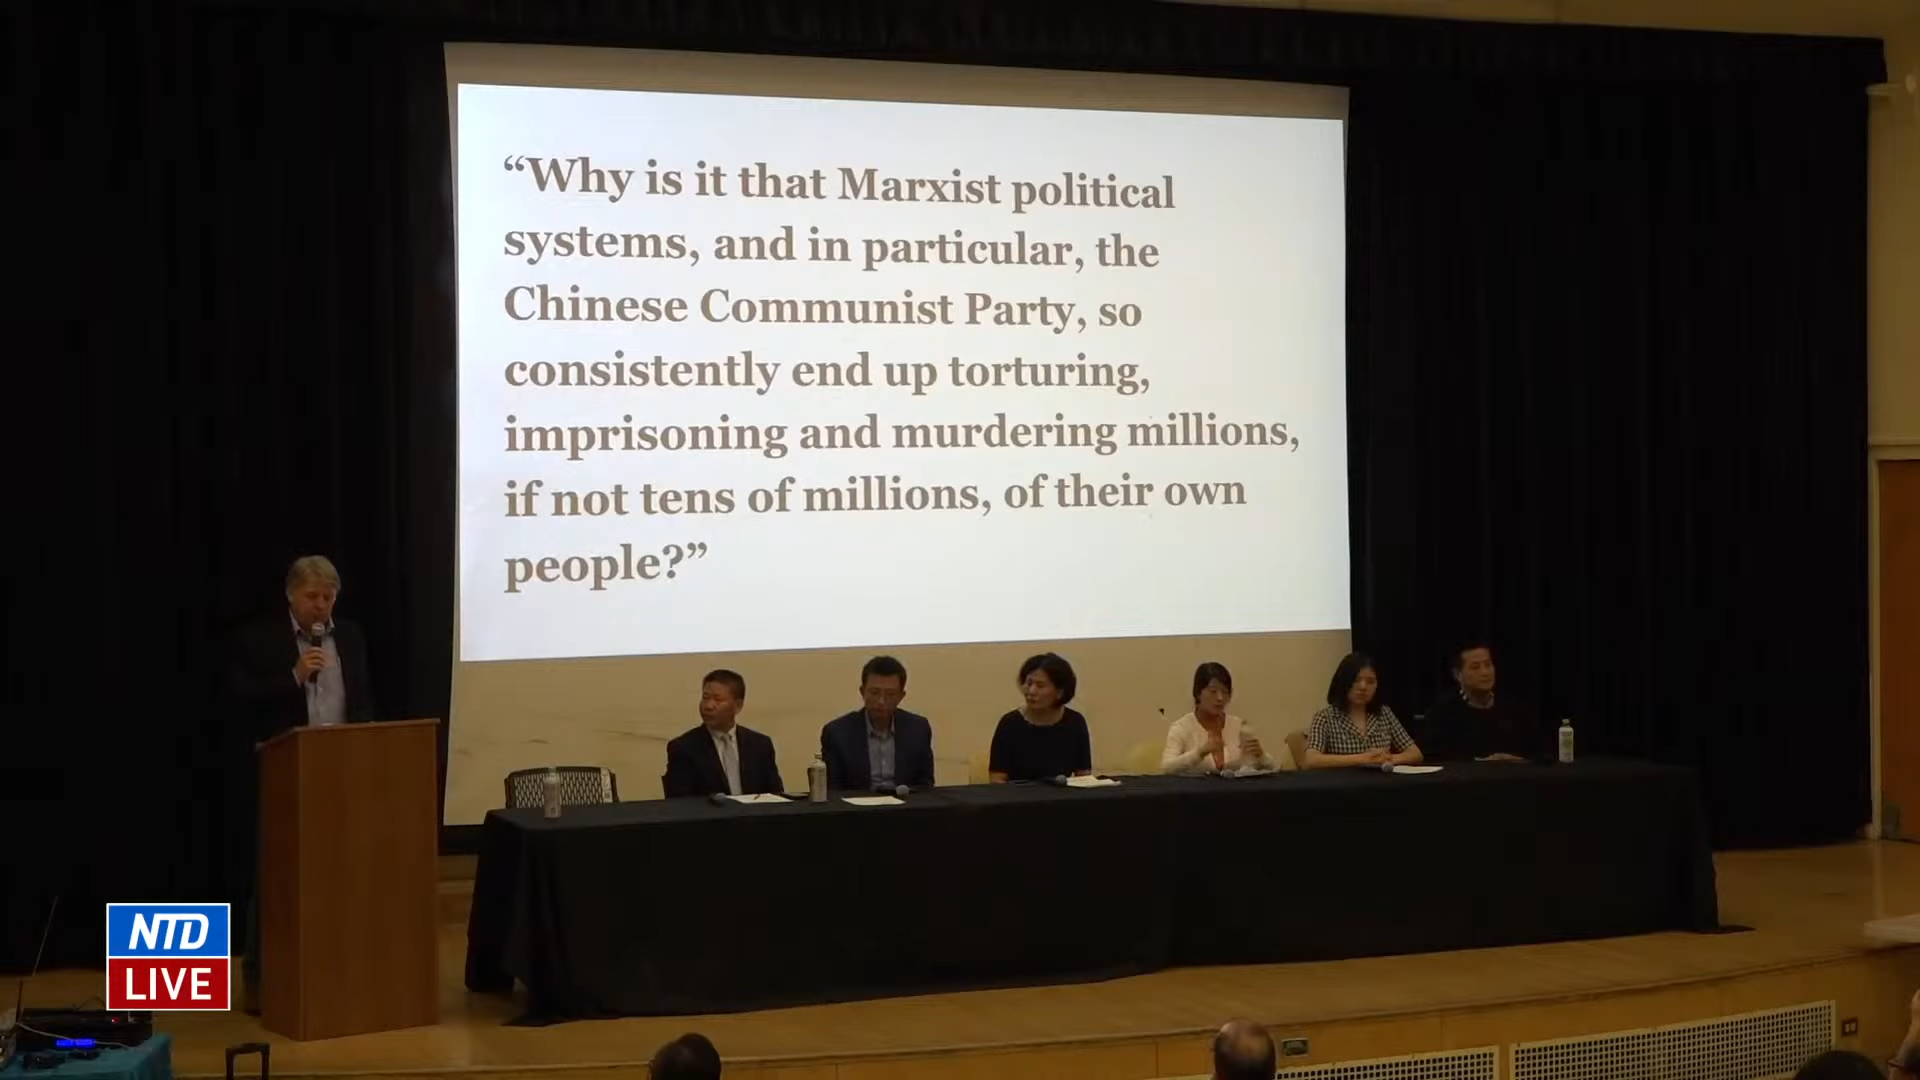 “Why is it that Marxist political
systems, and in particular, the
Chinese Communist Party, so
consistently end up torturing,
imprisoning and murdering millions,
if not tens of millions, of their own
people?”
NTD
LIVE